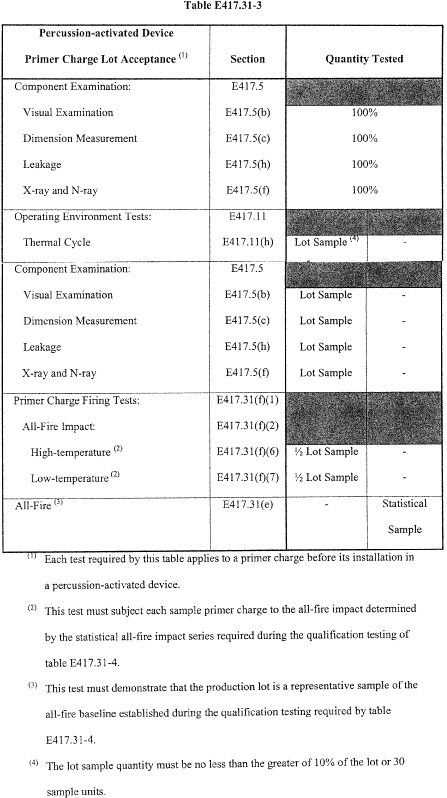 Table E417.31-3
Percussion-activated Device
Primer Charge Lot Acceptance (1) Section Quantity Tested
Component Examination: E417.5
Visual Examination E417.5(b) 100%
Dimension Measurement E417.5(c) 100%
Leakage E417.5(h) 100%
X-ray and N-ray E417.5(f) 100%
Operating Environment Tests: E417.11
Thermal Cycle E417.11(h) Lot Sample (4) -
Component Examination: E417.5
Visual Examination E417.5(b) Lot Sample -
Dimension Measurement E417.5(c) Lot Sample -
Leakage E417.5(h) Lot Sample -
X-ray and N-ray E417.5(f) Lot Sample -
Primer Charge Firing Tests: E417.31(f)(1)
All-Fire Impact: E417.31(f)(2)
High-temperature (2) E417.31(f)(6) ½ Lot Sample -
Low-temperature (2) E417.31(f)(7) ½ Lot Sample -
All-Fire (3) E417.31(e) - Statistical
Sample
(1) Each test required by this table applies to a primer charge before its installation in
a percussion-activated device.
(2) This test must subject each sample primer charge to the all-fire impact determined
by the statistical all-fire impact series required during the qualification testing of
table E417.31-4.
(3) This test must demonstrate that the production lot is a representative sample of the
all-fire baseline established during the qualification testing required by table
E417.31-4.
(4) The lot sample quantity must be no less than the greater of 10% of the lot or 30
sample units.